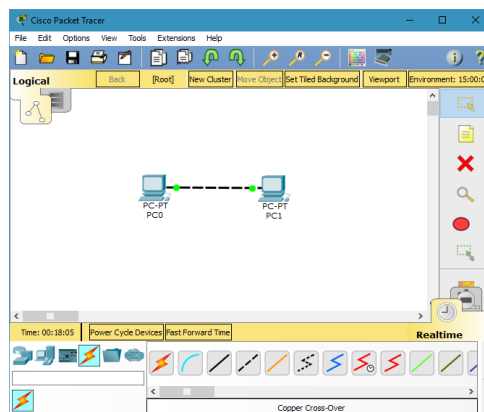 Cisco Packet Tracer
File Edit Options View Tools Extensions Help
Logical Back [Root] New Cluster Move Object Set Tiled Background Viewport Environment: 15:00:
PC-PT PC-PT
PC0 PC1
Time: 00:18:05 Power Cycle Devices Fast Forward Time Realtime
Copper Cross-Over